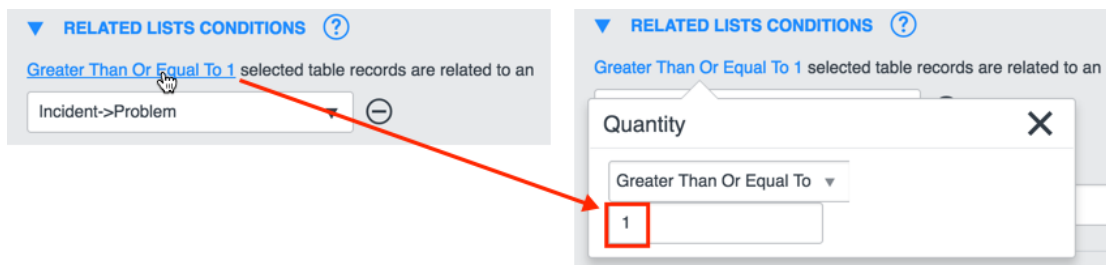 ▼ RELATED LISTS CONDITIONS ?
Greater Than Or Equal To 1 selected table records are related to an
Incident->Problem
▼ RELATED LISTS CONDITIONS ?
Greater Than Or Equal To 1 selected table records are related to an
Quantity
Greater Than Or Equal To
1